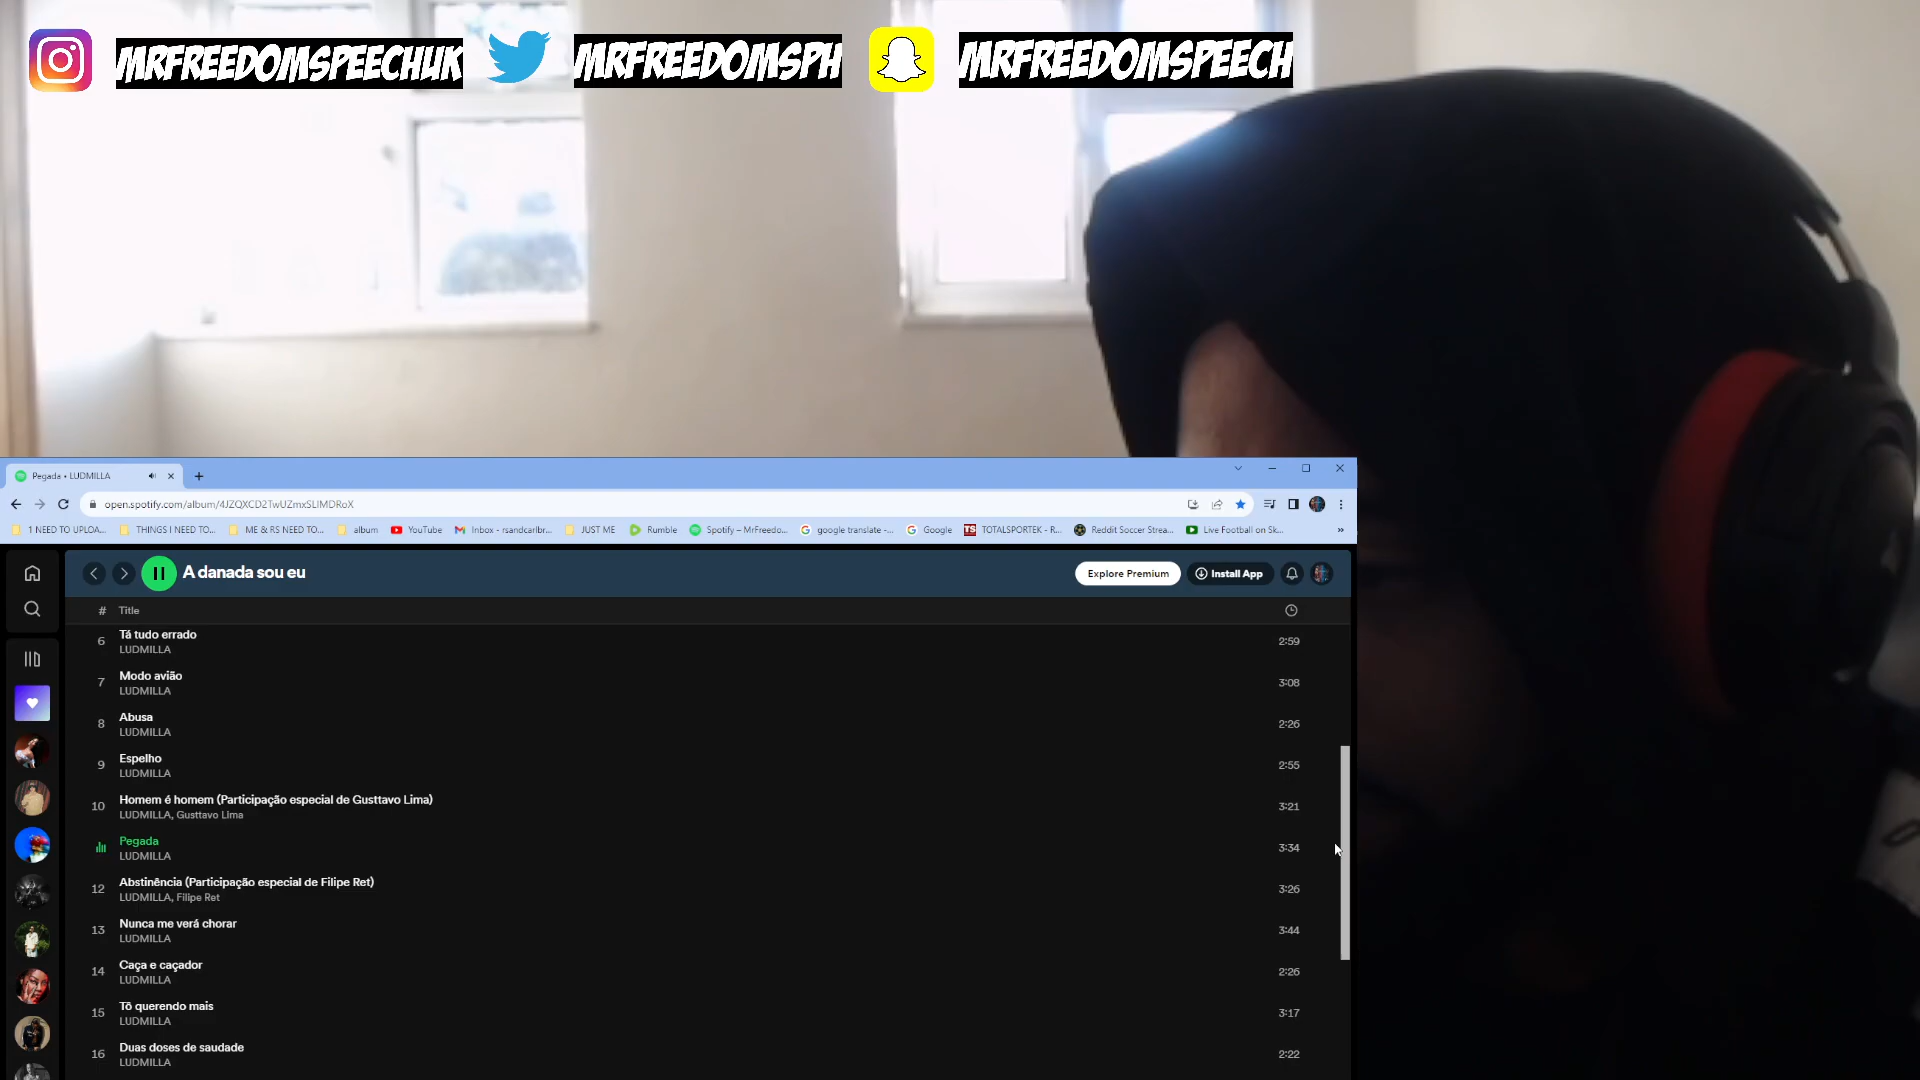 MRFREEDOMSPEECHUK MRFREEDOMSPH MRFREEDOMSPEECH
Pegada • LUDMILLA
open.spotify.com/album/4JZQXCD2TwUZmxSLIMDRoX
1 NEED TO UPLOA... THINGS I NEED TO... ME & RS NEED TO... album YouTube Inbox - rsandcarlbr... JUST ME Rumble Spotify – MrFreedo... google translate -... Google TOTALSPORTEK - R... Reddit Soccer Strea... Live Football on Sk...
A danada sou eu Explore Premium Install App
# Title
6 Tá tudo errado 2:59
LUDMILLA
7 Modo avião 3:08
LUDMILLA
8 Abusa 2:26
LUDMILLA
9 Espelho 2:55
LUDMILLA
10 Homem é homem (Participação especial de Gusttavo Lima) 3:21
LUDMILLA, Gusttavo Lima
Pegada 3:34
LUDMILLA
12 Abstinência (Participação especial de Filipe Ret) 3:26
LUDMILLA, Filipe Ret
13 Nunca me verá chorar 3:44
LUDMILLA
14 Caça e caçador 2:26
LUDMILLA
15 Tô querendo mais 3:17
LUDMILLA
16 Duas doses de saudade 2:22
LUDMILLA